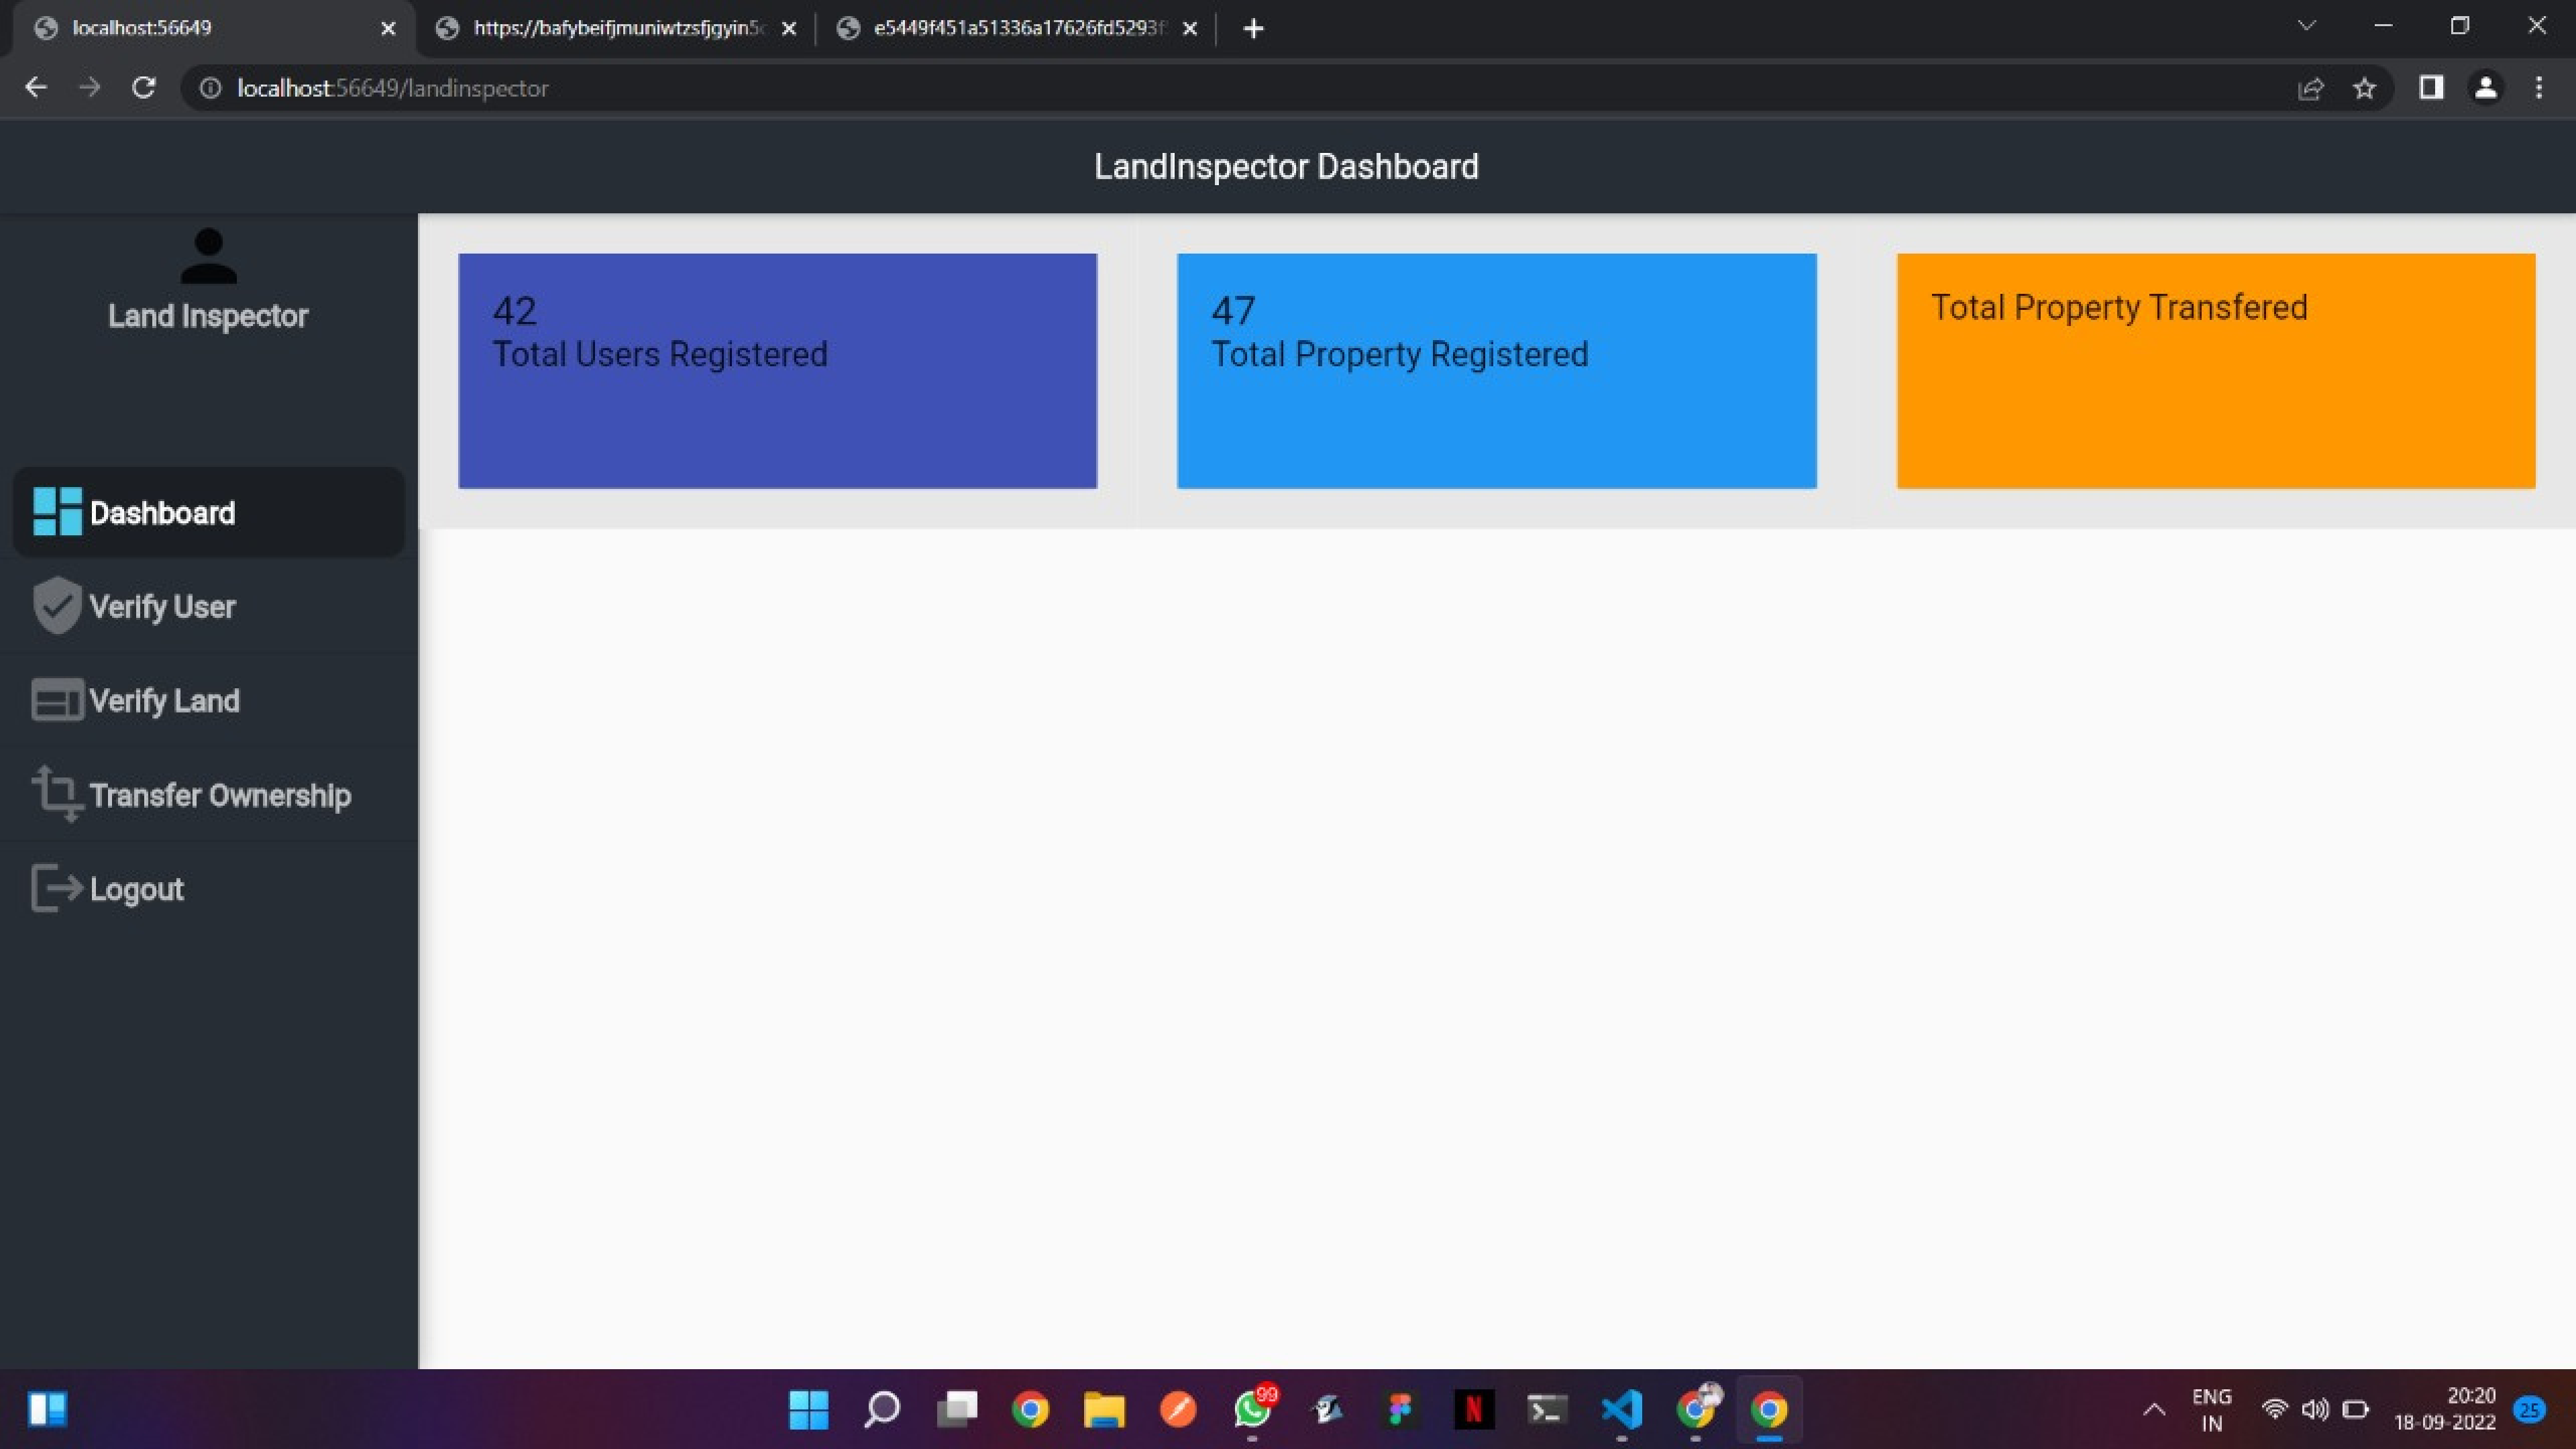 localhost:56649
https://bafybeifjmuniwtzsfjgyin5
e5449f451a51336a17626fd5293f
localhost:56649/landinspector
LandInspector Dashboard
Land Inspector
42
Total Users Registered
47
Total Property Registered
Total Property Transfered
Dashboard
Verify User
Verify Land
Transfer Ownership
Logout
99
N
ENG
IN
20:20
18-09-2022
25